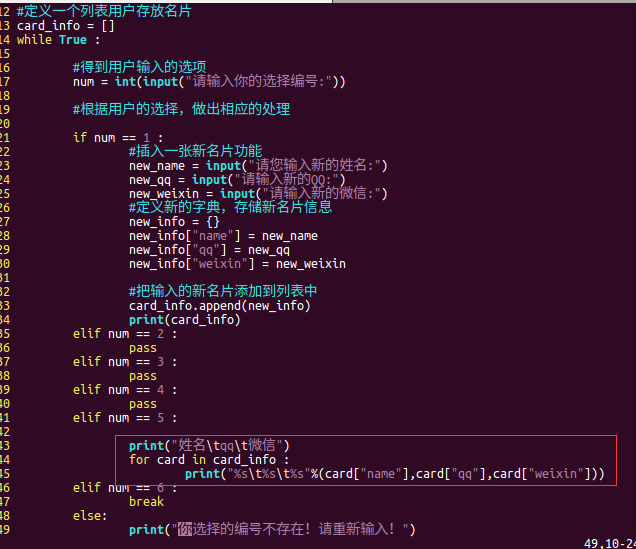 12 #定义一个列表用户存放名片
13 card_info = []
14 while True :
15
16         #得到用户输入的选项
17         num = int(input("请输入你的选择编号:"))
18
19         #根据用户的选择，做出相应的处理
20
21         if num == 1 :
22                 #插入一张新名片功能
23                 new_name = input("请您输入新的姓名:")
24                 new_qq = input("请输入新的QQ:")
25                 new_weixin = input("请输入新的微信:")
26                 #定义新的字典，存储新名片信息
27                 new_info = {}
28                 new_info["name"] = new_name
29                 new_info["qq"] = new_qq
30                 new_info["weixin"] = new_weixin
31
32                 #把输入的新名片添加到列表中
33                 card_info.append(new_info)
34                 print(card_info)
35         elif num == 2 :
36                 pass
37         elif num == 3 :
38                 pass
39         elif num == 4 :
40                 pass
41         elif num == 5 :
42
43                 print("姓名\tqq\t微信")
44                 for card in card_info :
45                         print("%s\t%s\t%s"%(card["name"],card["qq"],card["weixin"]))
46         elif num == 6 :
47                 break
48         else:
49                 print("你选择的编号不存在！请重新输入！")
49,10-24